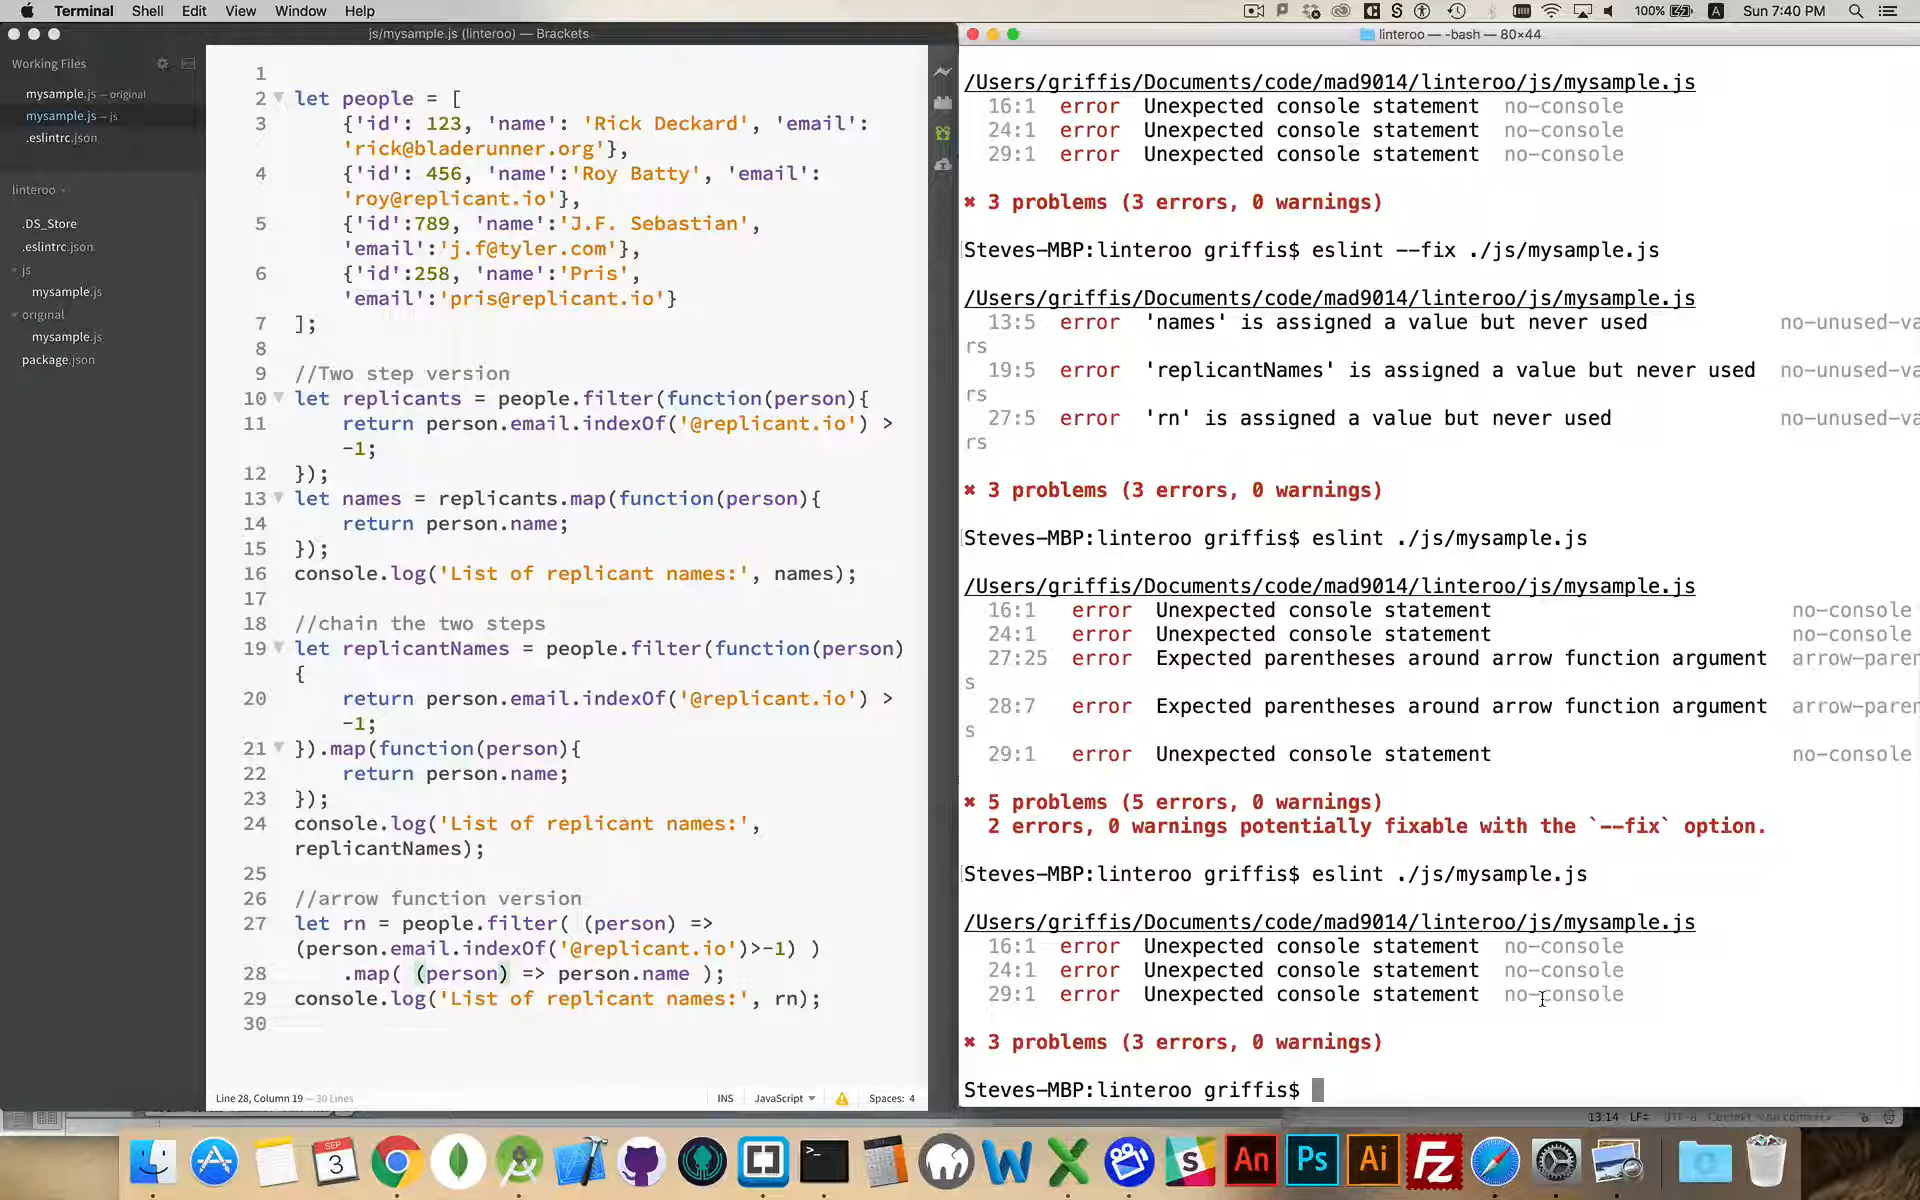 Terminal Shell Edit View Window Help
100% Sun 7:40 PM
js/mysample.js (linteroo) — Brackets
Working Files
mysample.js — original
mysample.js — js
.eslintrc.json
linteroo
.DS_Store
.eslintrc.json
js
mysample.js
original
mysample.js
package.json
1
2 let people = [
3 {'id': 123, 'name': 'Rick Deckard', 'email':
'rick@bladerunner.org'},
4 {'id': 456, 'name':'Roy Batty', 'email':
'roy@replicant.io'},
5 {'id':789, 'name':'J.F. Sebastian',
'email':'j.f@tyler.com'},
6 {'id':258, 'name':'Pris',
'email':'pris@replicant.io'}
7 ];
8
9 //Two step version
10 let replicants = people.filter(function(person){
11 return person.email.indexOf('@replicant.io') >
-1;
12 });
13 let names = replicants.map(function(person){
14 return person.name;
15 });
16 console.log('List of replicant names:', names);
17
18 //chain the two steps
19 let replicantNames = people.filter(function(person)
{
20 return person.email.indexOf('@replicant.io') >
-1;
21 }).map(function(person){
22 return person.name;
23 });
24 console.log('List of replicant names:',
replicantNames);
25
26 //arrow function version
27 let rn = people.filter( (person) =>
(person.email.indexOf('@replicant.io')>-1) )
28 .map( (person) => person.name );
29 console.log('List of replicant names:', rn);
30
Line 28, Column 19 — 30 Lines
INS JavaScript Spaces: 4
linteroo — -bash — 80×44
/Users/griffis/Documents/code/mad9014/linteroo/js/mysample.js
16:1 error Unexpected console statement no-console
24:1 error Unexpected console statement no-console
29:1 error Unexpected console statement no-console
✖ 3 problems (3 errors, 0 warnings)
Steves-MBP:linteroo griffis$ eslint --fix ./js/mysample.js
/Users/griffis/Documents/code/mad9014/linteroo/js/mysample.js
13:5 error 'names' is assigned a value but never used no-unused-va
rs
19:5 error 'replicantNames' is assigned a value but never used no-unused-va
rs
27:5 error 'rn' is assigned a value but never used no-unused-va
rs
✖ 3 problems (3 errors, 0 warnings)
Steves-MBP:linteroo griffis$ eslint ./js/mysample.js
/Users/griffis/Documents/code/mad9014/linteroo/js/mysample.js
16:1 error Unexpected console statement no-console
24:1 error Unexpected console statement no-console
27:25 error Expected parentheses around arrow function argument arrow-paren
s
28:7 error Expected parentheses around arrow function argument arrow-paren
s
29:1 error Unexpected console statement no-console
✖ 5 problems (5 errors, 0 warnings)
2 errors, 0 warnings potentially fixable with the `--fix` option.
Steves-MBP:linteroo griffis$ eslint ./js/mysample.js
/Users/griffis/Documents/code/mad9014/linteroo/js/mysample.js
16:1 error Unexpected console statement no-console
24:1 error Unexpected console statement no-console
29:1 error Unexpected console statement no-console
✖ 3 problems (3 errors, 0 warnings)
Steves-MBP:linteroo griffis$
13:14 LF÷ UTF-8
SEP
3
>_
W
X
S
An
Ps
Ai
Fz